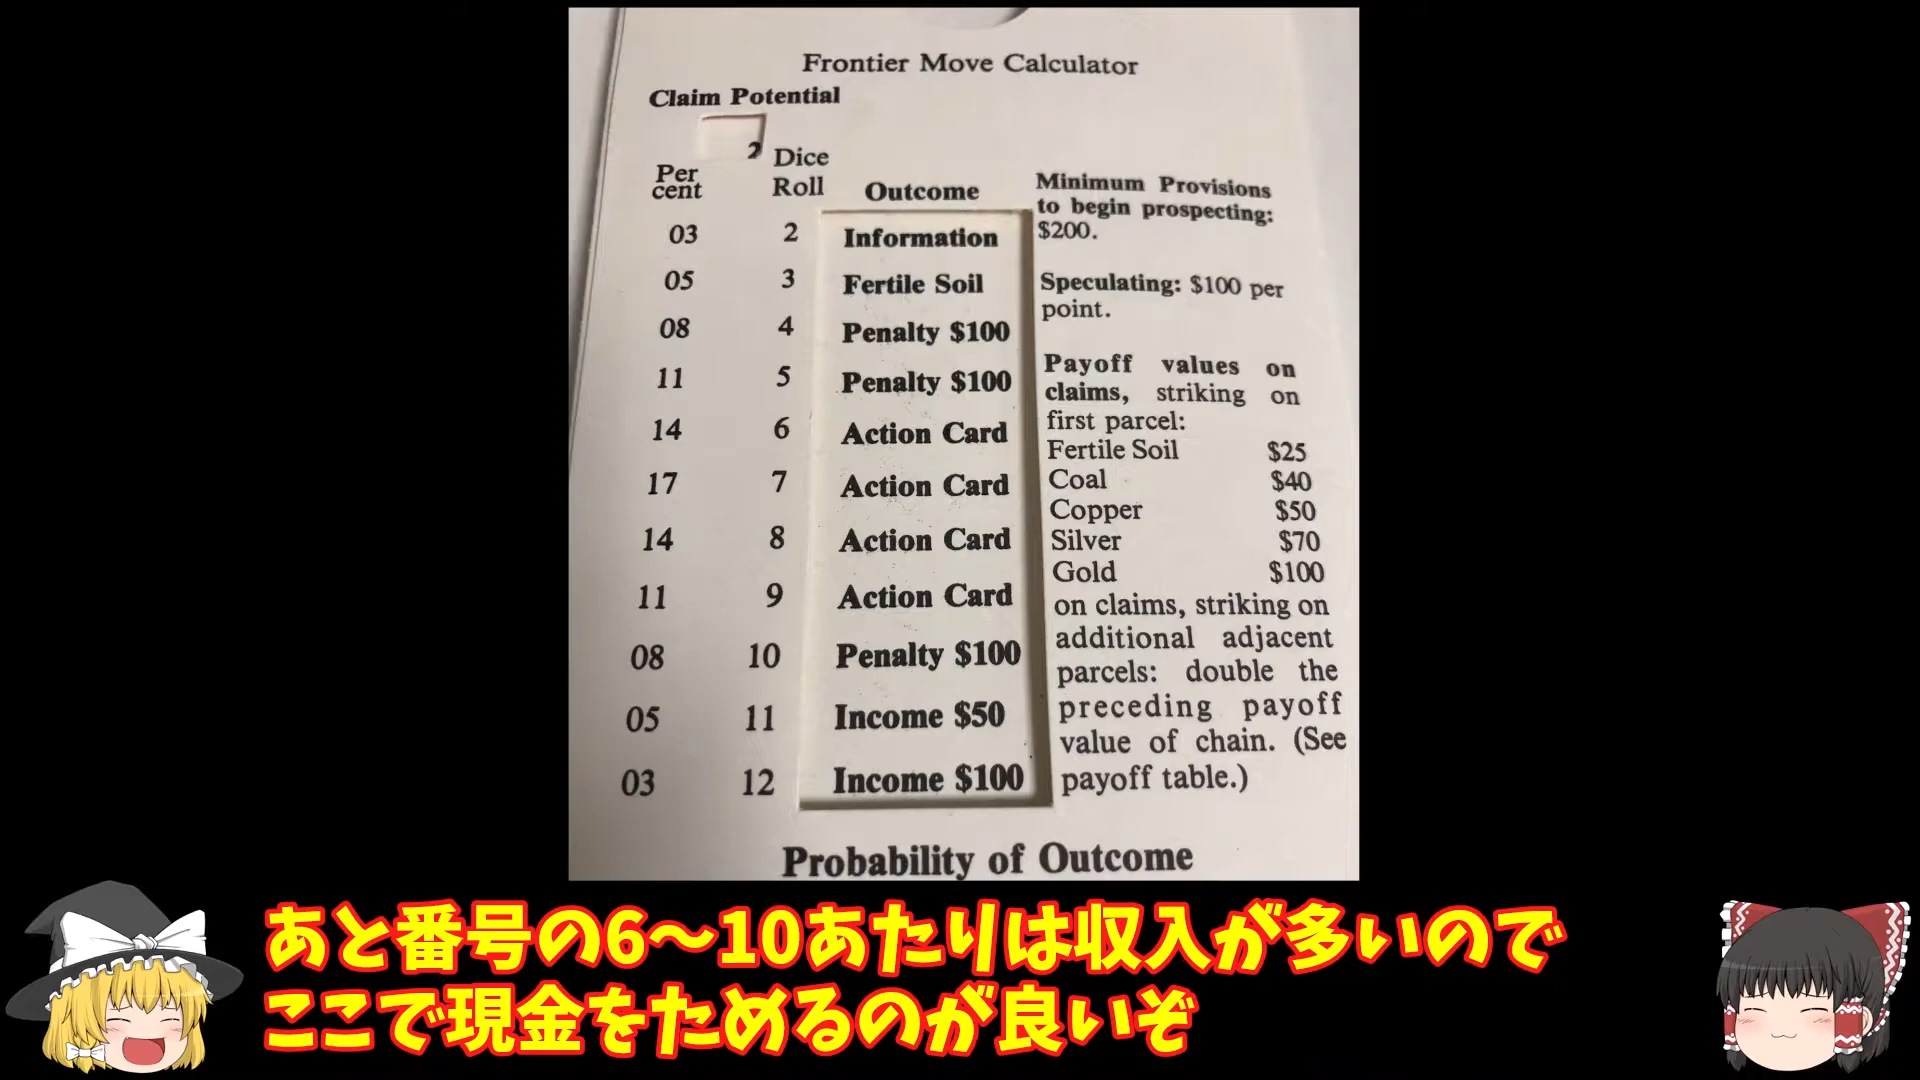 Frontier Move Calculator
Claim Potential
2
Per cent Dice Roll Outcome
03 2 Information
05 3 Fertile Soil
08 4 Penalty $100
11 5 Penalty $100
14 6 Action Card
17 7 Action Card
14 8 Action Card
11 9 Action Card
08 10 Penalty $100
05 11 Income $50
03 12 Income $100
Minimum Provisions
to begin prospecting:
$200.
Speculating: $100 per
point.
Payoff values on
claims, striking on
first parcel:
Fertile Soil $25
Coal $40
Copper $50
Silver $70
Gold $100
on claims, striking on
additional adjacent
parcels: double the
preceding payoff
value of chain. (See
payoff table.)
Probability of Outcome
あと番号の6～10あたりは収入が多いので
ここで現金をためるのが良いぞ